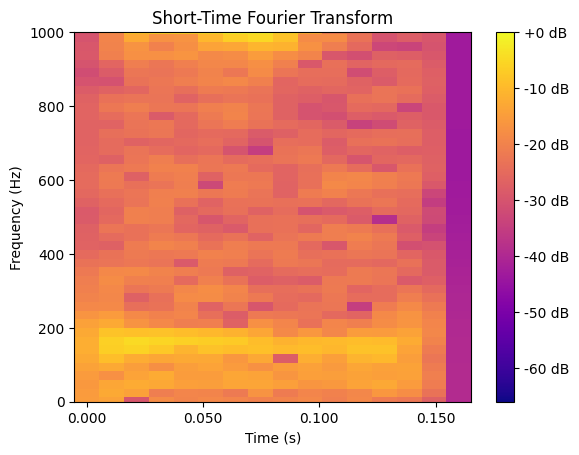 Short-Time Fourier Transform
1000
800
600
400
200
0
Frequency (Hz)
0.000
0.050
0.100
0.150
Time (s)
+0 dB
-10 dB
-20 dB
-30 dB
-40 dB
-50 dB
-60 dB